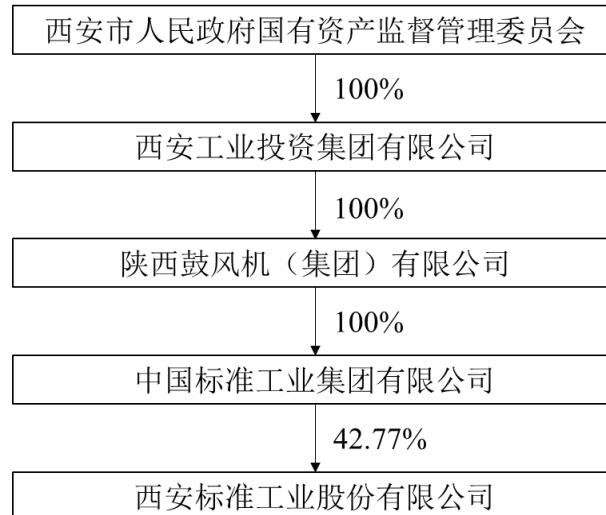 西安市人民政府国有资产监督管理委员会
100%
西安工业投资集团有限公司
100%
陕西鼓风机（集团）有限公司
100%
中国标准工业集团有限公司
42.77%
西安标准工业股份有限公司